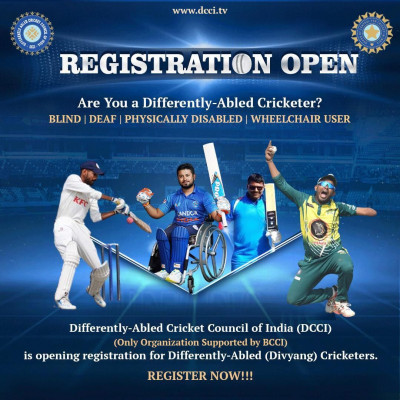 www.dcci.tv
REGISTRATION OPEN
Are You a Differently-Abled Cricketer?
BLIND | DEAF | PHYSICALLY DISABLED | WHEELCHAIR USER
KFC
Differently-Abled Cricket Council of India (DCCI)
(Only Organization Supported by BCCI)
is opening registration for Differently-Abled (Divyang) Cricketers.
REGISTER NOW!!!